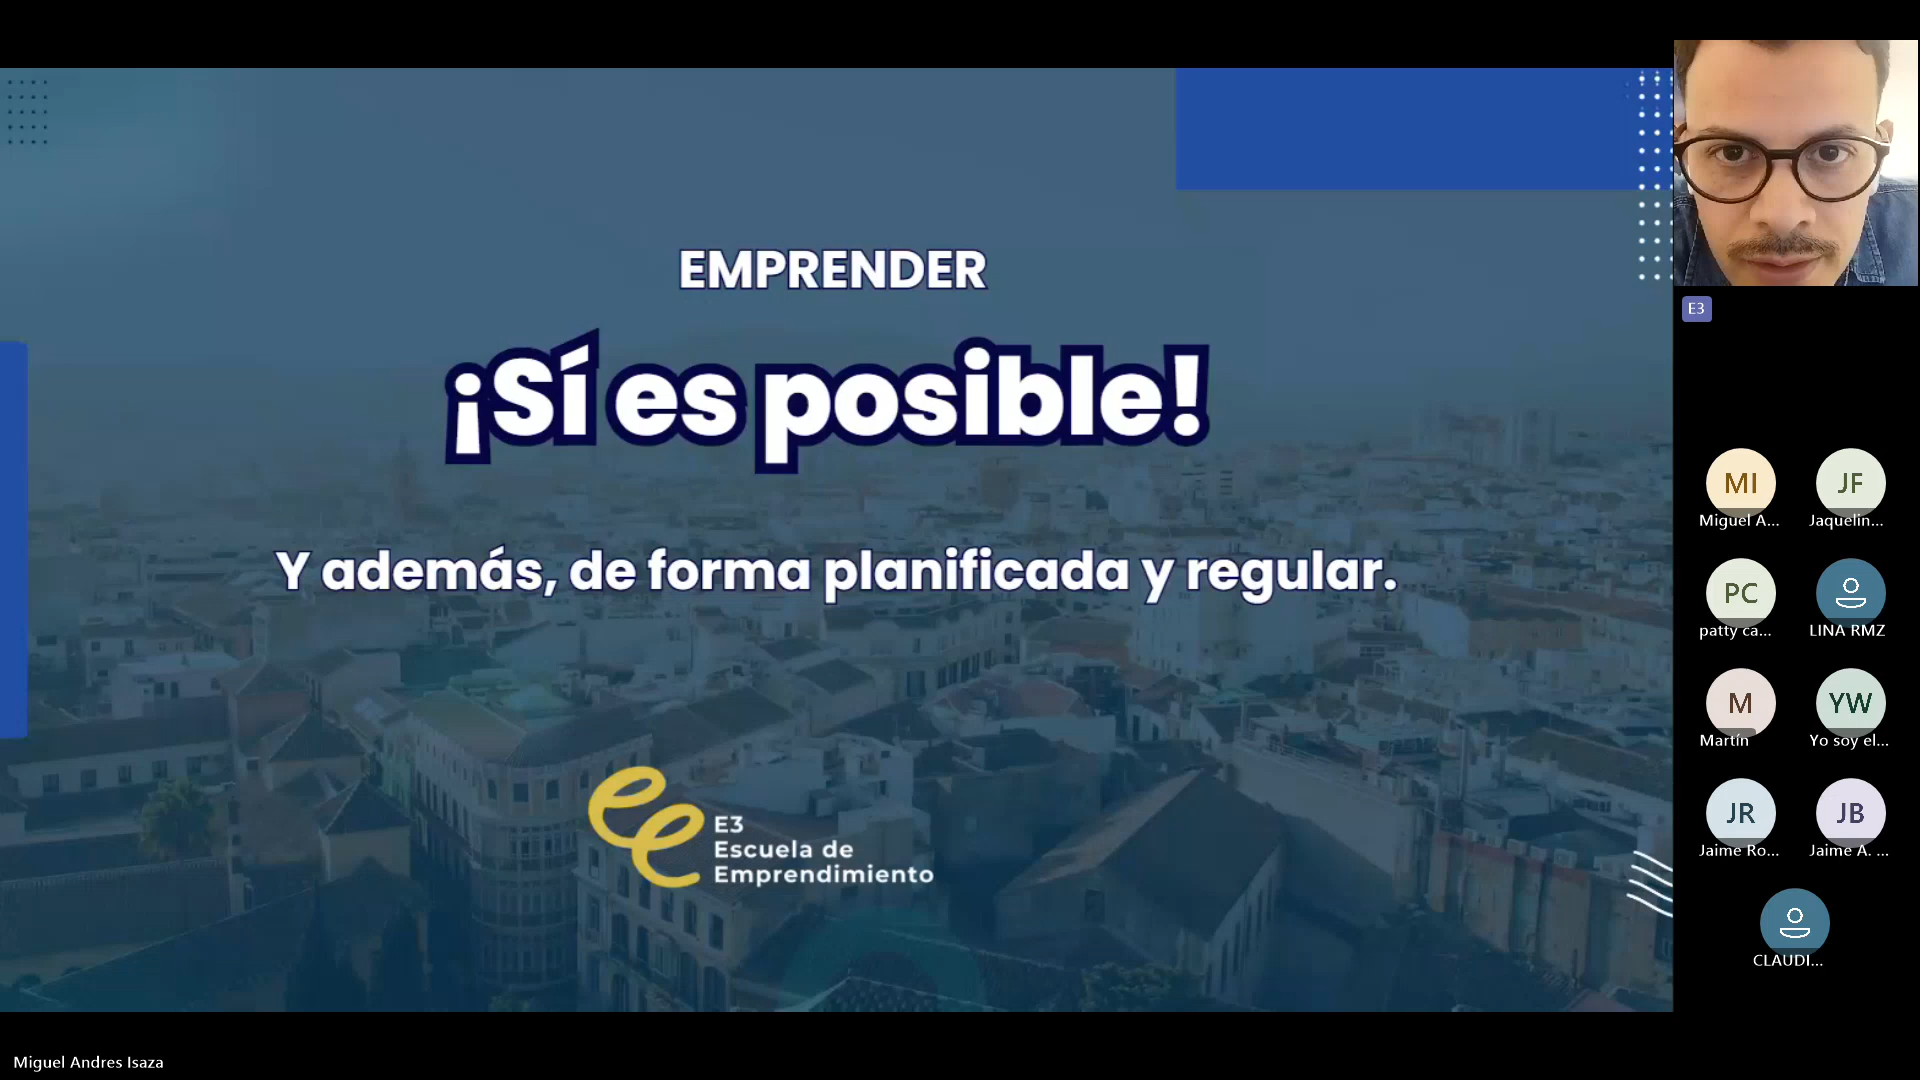 EMPRENDER
¡Sí es posible!
Y además, de forma planificada y regular.
E3
Escuela de
Emprendimiento
E3
MI
JF
Miguel A...
Jaquelin...
PC
patty ca...
LINA RMZ
M
YW
Martín
Yo soy el...
JR
JB
Jaime Ro...
Jaime A. ...
CLAUDI...
Miguel Andres Isaza